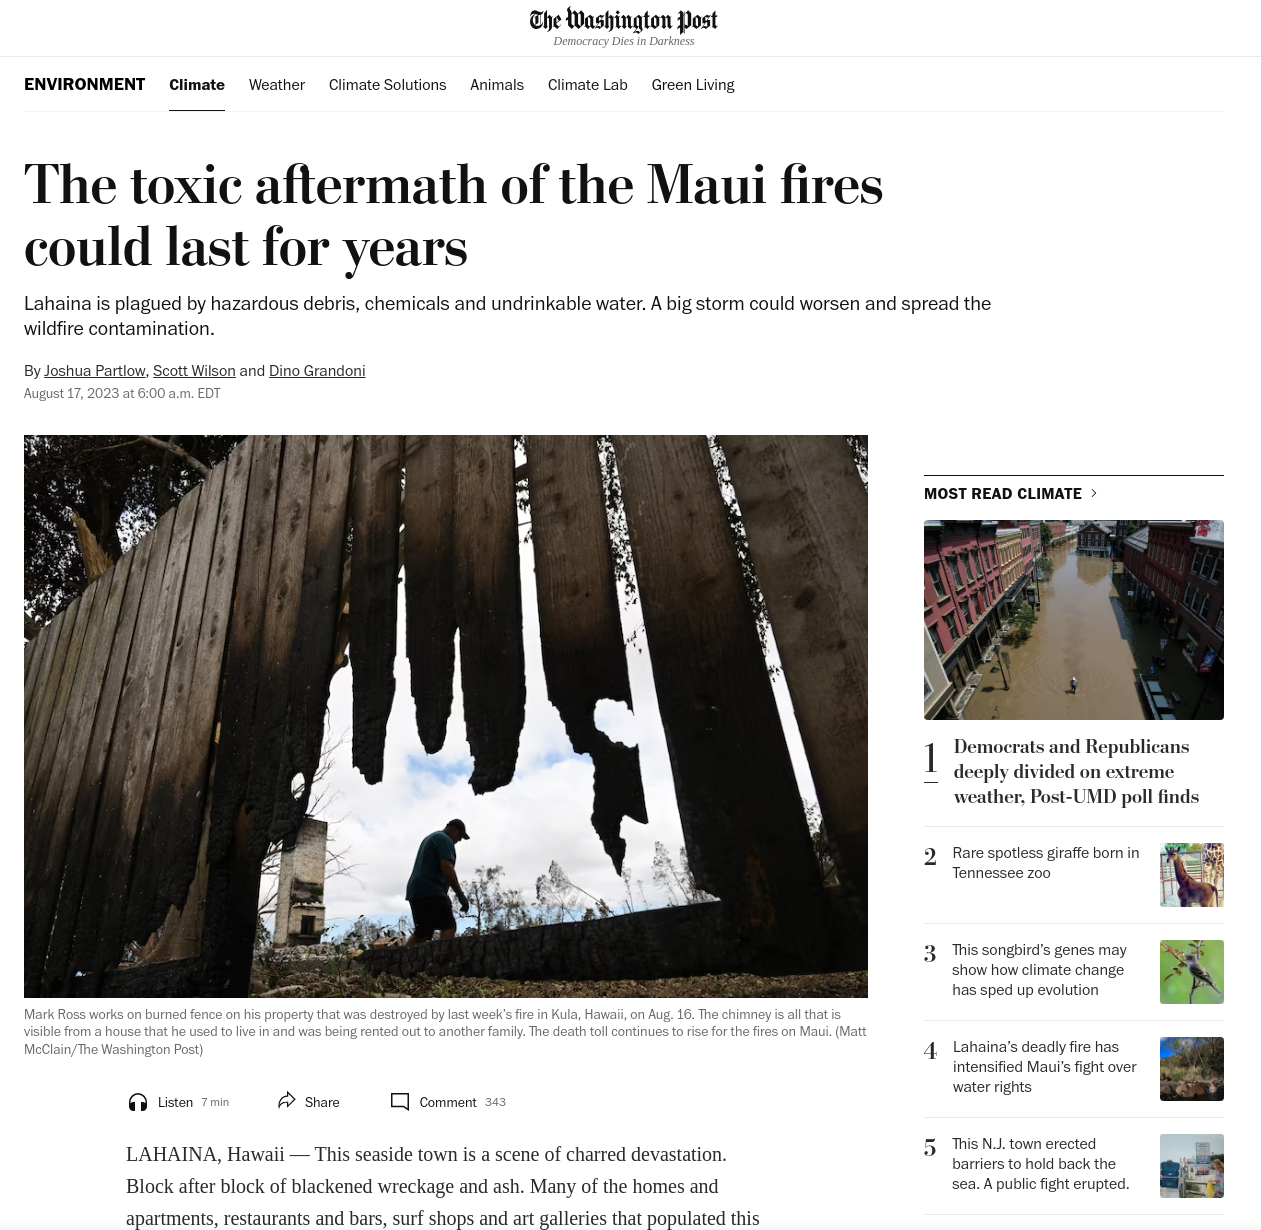 The Washington Post
Democracy Dies in Darkness
ENVIRONMENT Climate Weather Climate Solutions Animals Climate Lab Green Living
The toxic aftermath of the Maui fires
could last for years
Lahaina is plagued by hazardous debris, chemicals and undrinkable water. A big storm could worsen and spread the
wildfire contamination.
By Joshua Partlow, Scott Wilson and Dino Grandoni
August 17, 2023 at 6:00 a.m. EDT
Mark Ross works on burned fence on his property that was destroyed by last week's fire in Kula, Hawaii, on Aug. 16. The chimney is all that is
visible from a house that he used to live in and was being rented out to another family. The death toll continues to rise for the fires on Maui. (Matt
McClain/The Washington Post)
Listen 7 min Share Comment 343
LAHAINA, Hawaii — This seaside town is a scene of charred devastation.
Block after block of blackened wreckage and ash. Many of the homes and
apartments, restaurants and bars, surf shops and art galleries that populated this
MOST READ CLIMATE
1 Democrats and Republicans
deeply divided on extreme
weather, Post-UMD poll finds
2 Rare spotless giraffe born in
Tennessee zoo
3 This songbird's genes may
show how climate change
has sped up evolution
4 Lahaina's deadly fire has
intensified Maui's fight over
water rights
5 This N.J. town erected
barriers to hold back the
sea. A public fight erupted.